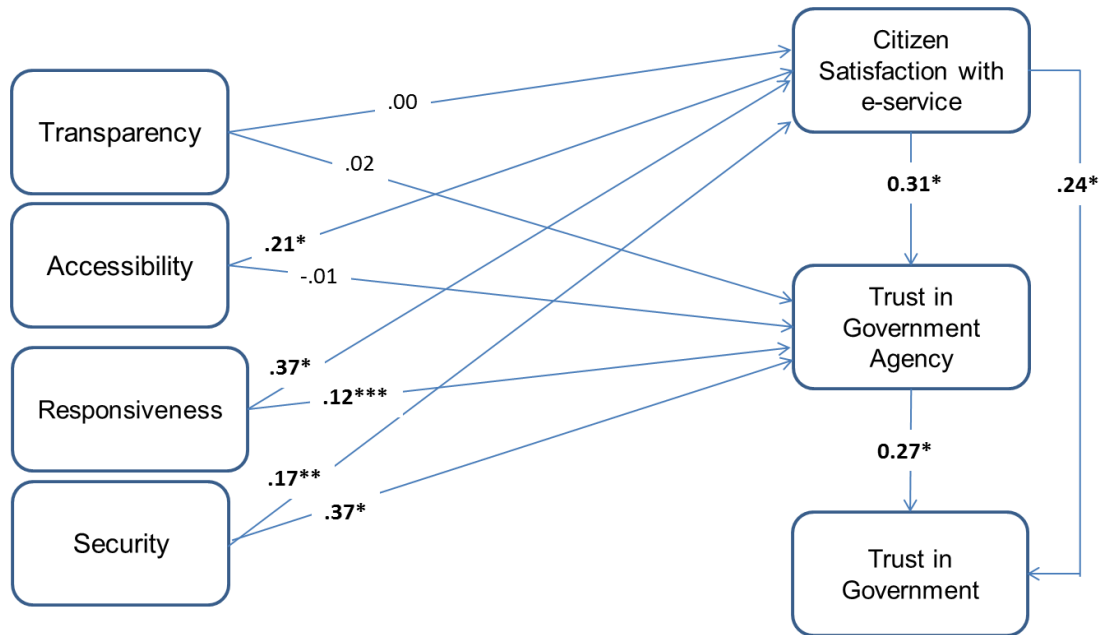 Citizen
Satisfaction with
e-service
Transparency
.00
.02
0.31*
.24*
Accessibility
.21*
-.01
Trust in
Government
Agency
Responsiveness
.37*
.12***
0.27*
Security
.17**
.37*
Trust in
Government